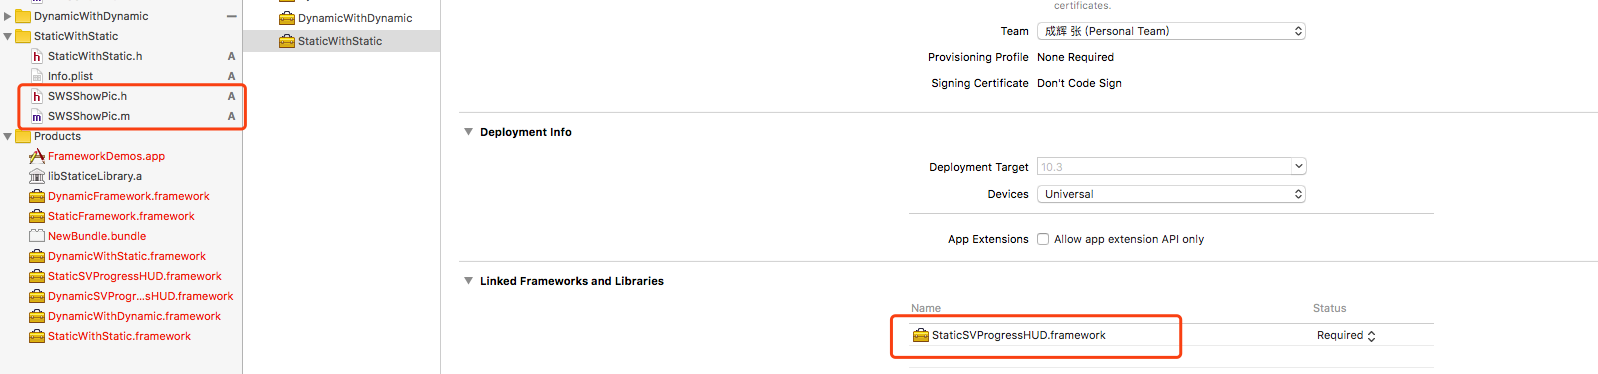 DynamicWithDynamic
StaticWithStatic
StaticWithStatic.h A
Info.plist A
SWSShowPic.h A
SWSShowPic.m A
Products
FrameworkDemos.app
libStaticeLibrary.a
DynamicFramework.framework
StaticFramework.framework
NewBundle.bundle
DynamicWithStatic.framework
StaticSVProgressHUD.framework
DynamicSVProgr...sHUD.framework
DynamicWithDynamic.framework
StaticWithStatic.framework
DynamicWithDynamic
StaticWithStatic
certificates.
Team 成辉 张 (Personal Team)
Provisioning Profile None Required
Signing Certificate Don't Code Sign
Deployment Info
Deployment Target 10.3
Devices Universal
App Extensions Allow app extension API only
Linked Frameworks and Libraries
Name Status
StaticSVProgressHUD.framework Required